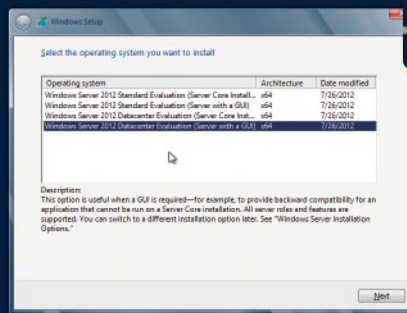 Windows Setup
Select the operating system you want to install
Operating system Architecture Date modified
Windows Server 2012 Standard Evaluation (Server Core Install... x64 7/26/2012
Windows Server 2012 Standard Evaluation (Server with a GUI) x64 7/26/2012
Windows Server 2012 Datacenter Evaluation (Server Core Inst... x64 7/26/2012
Windows Server 2012 Datacenter Evaluation (Server with a GUI) x64 7/26/2012
Description:
This option is useful when a GUI is required—for example, to provide backward compatibility for an
application that cannot be run on a Server Core installation. All server roles and features are
supported. You can switch to a different installation option later. See "Windows Server Installation
Options."
Next